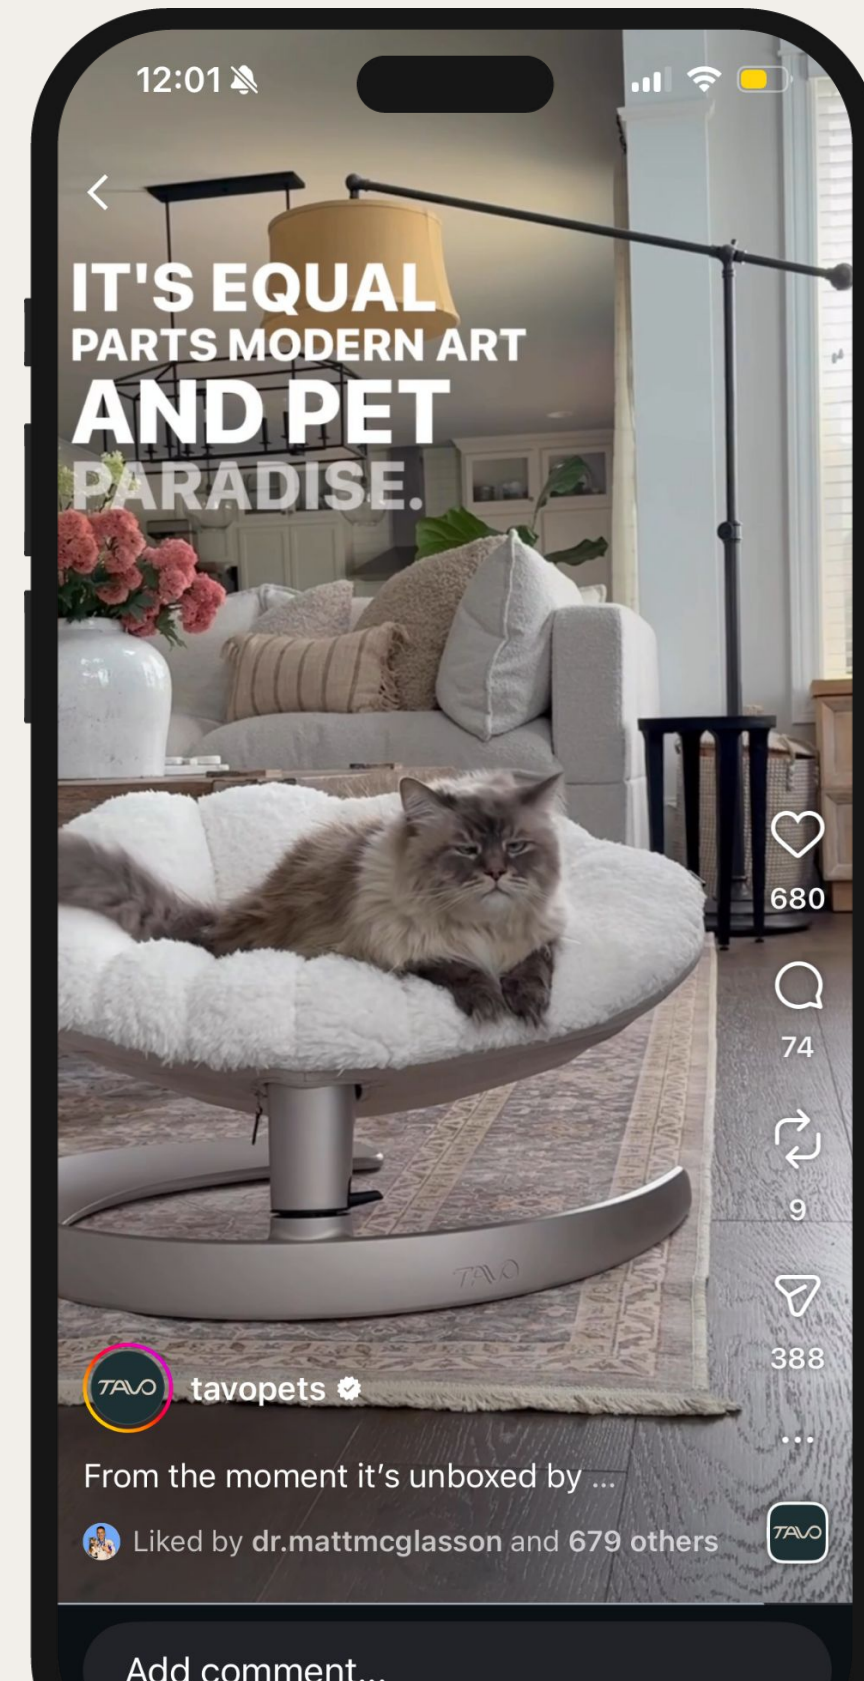 12:01
IT'S EQUAL
PARTS MODERN ART
AND PET
PARADISE.
680
74
9
388
TAVO
TAVO tavopets
From the moment it's unboxed by ...
Liked by dr.mattmcglasson and 679 others
TAVO
Add comment...